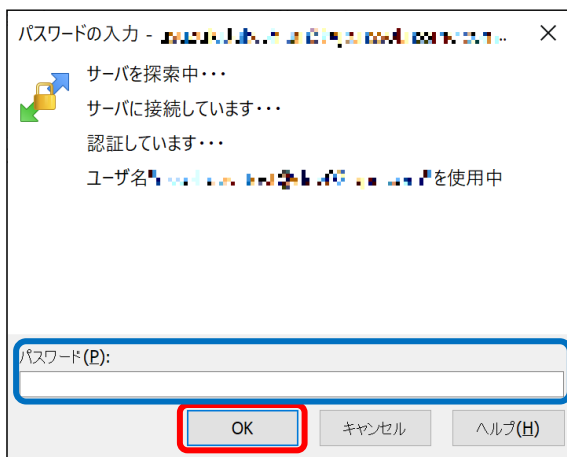 パスワードの入力 -
サーバを探索中･･･
サーバに接続しています･･･
認証しています･･･
ユーザ名" "を使用中
パスワード(P):
OK
キャンセル
ヘルプ(H)